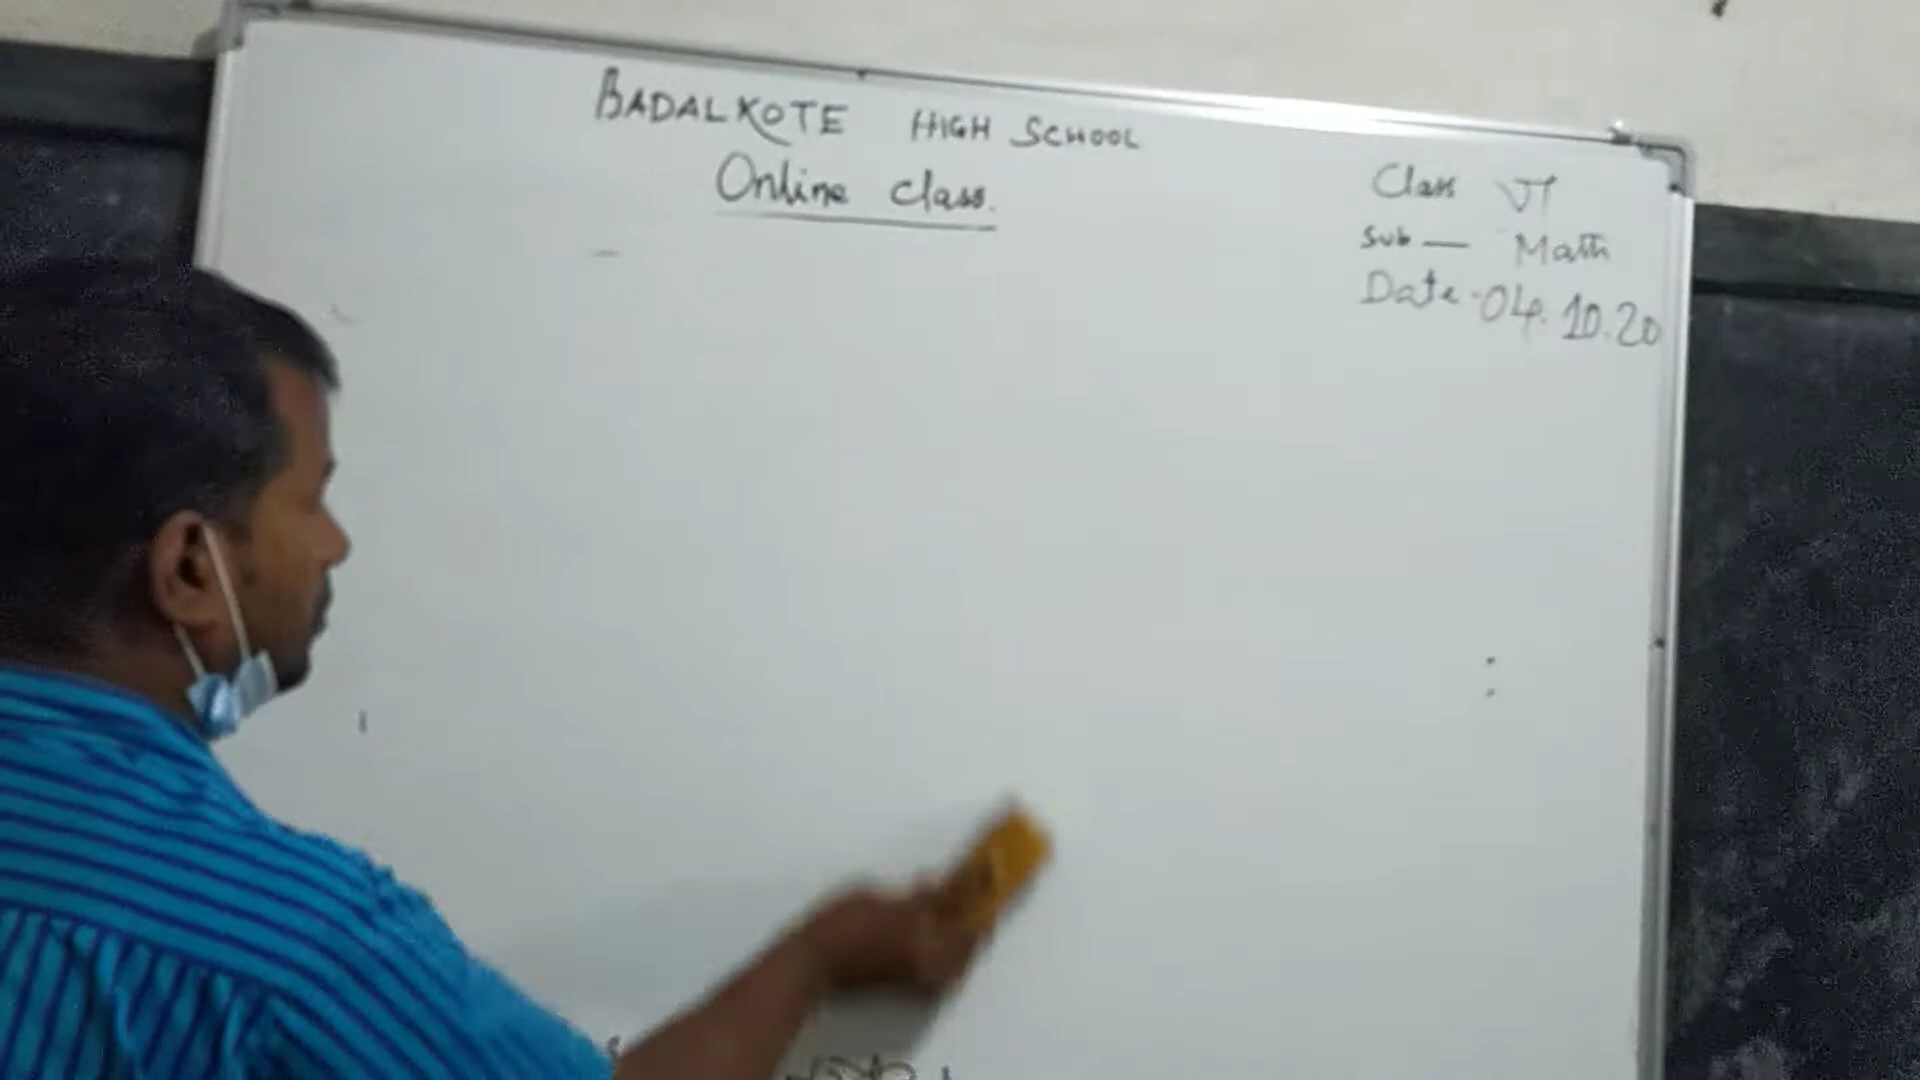 BADALKOTE HIGH SCHOOL
Online class.
Class VI
Sub — Math
Date - 04.10.20